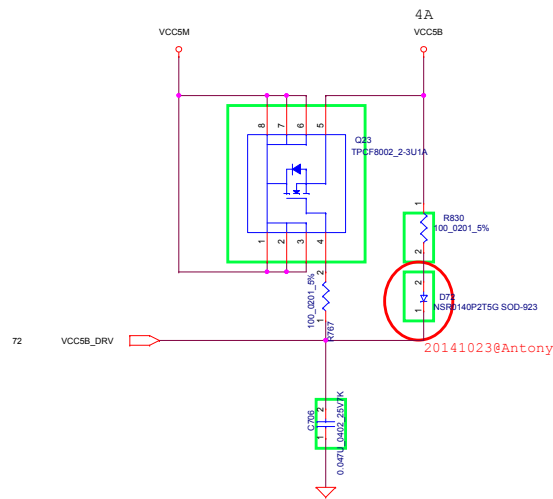 4A
VCC5M
VCC5B
8
7
6
5
Q23
TPCF8002_2-3U1A
1
2
3
4
1
R830
100_0201_5%
2
2
D72
NSR0140P2T5G SOD-923
1
2
100_0201_5%
1
R767
72
VCC5B_DRV
20141023@Antony
2
C706
1
0.047U_0402_25V7K